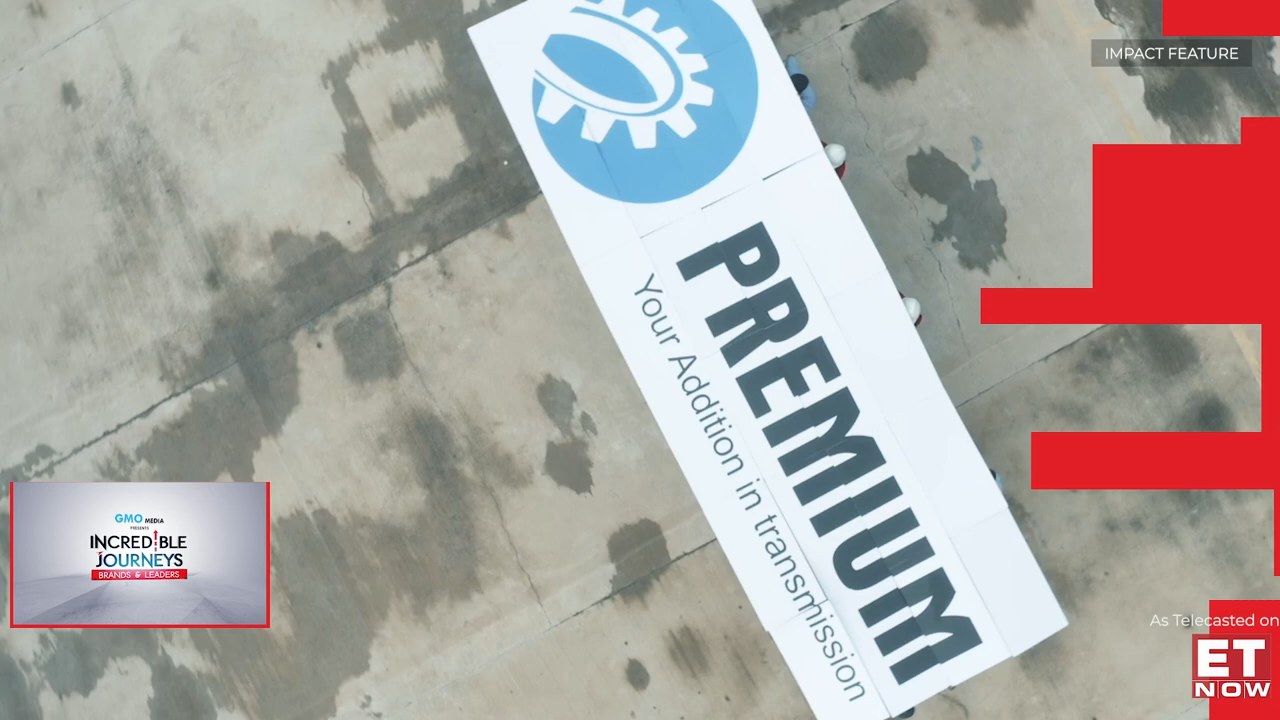 IMPACT FEATURE
PREMIUM
Your Addition in transmission
GMO MEDIA
PRESENTS
INCREDIBLE
JOURNEYS
BRANDS & LEADERS
As Telecasted on
ET
NOW